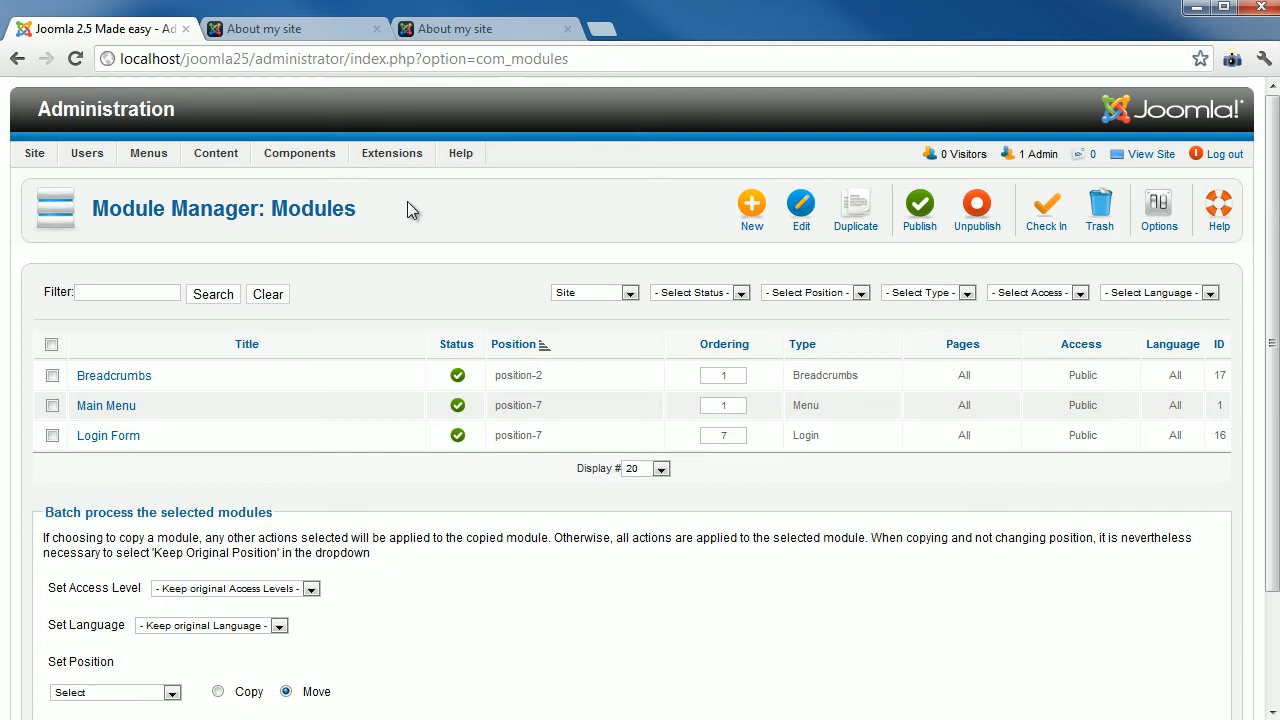 Joomla 2.5 Made easy - Ad
About my site
About my site
localhost/joomla25/administrator/index.php?option=com_modules
Administration
Joomla!
Site Users Menus Content Components Extensions Help
0 Visitors 1 Admin 0 View Site Log out
Module Manager: Modules
New Edit Duplicate Publish Unpublish Check In Trash Options Help
Filter: Search Clear Site - Select Status - - Select Position - - Select Type - - Select Access - - Select Language -
Title Status Position Ordering Type Pages Access Language ID
Breadcrumbs position-2 1 Breadcrumbs All Public All 17
Main Menu position-7 1 Menu All Public All 1
Login Form position-7 7 Login All Public All 16
Display # 20
Batch process the selected modules
If choosing to copy a module, any other actions selected will be applied to the copied module. Otherwise, all actions are applied to the selected module. When copying and not changing position, it is nevertheless
necessary to select 'Keep Original Position' in the dropdown
Set Access Level - Keep original Access Levels -
Set Language - Keep original Language -
Set Position
Select Copy Move